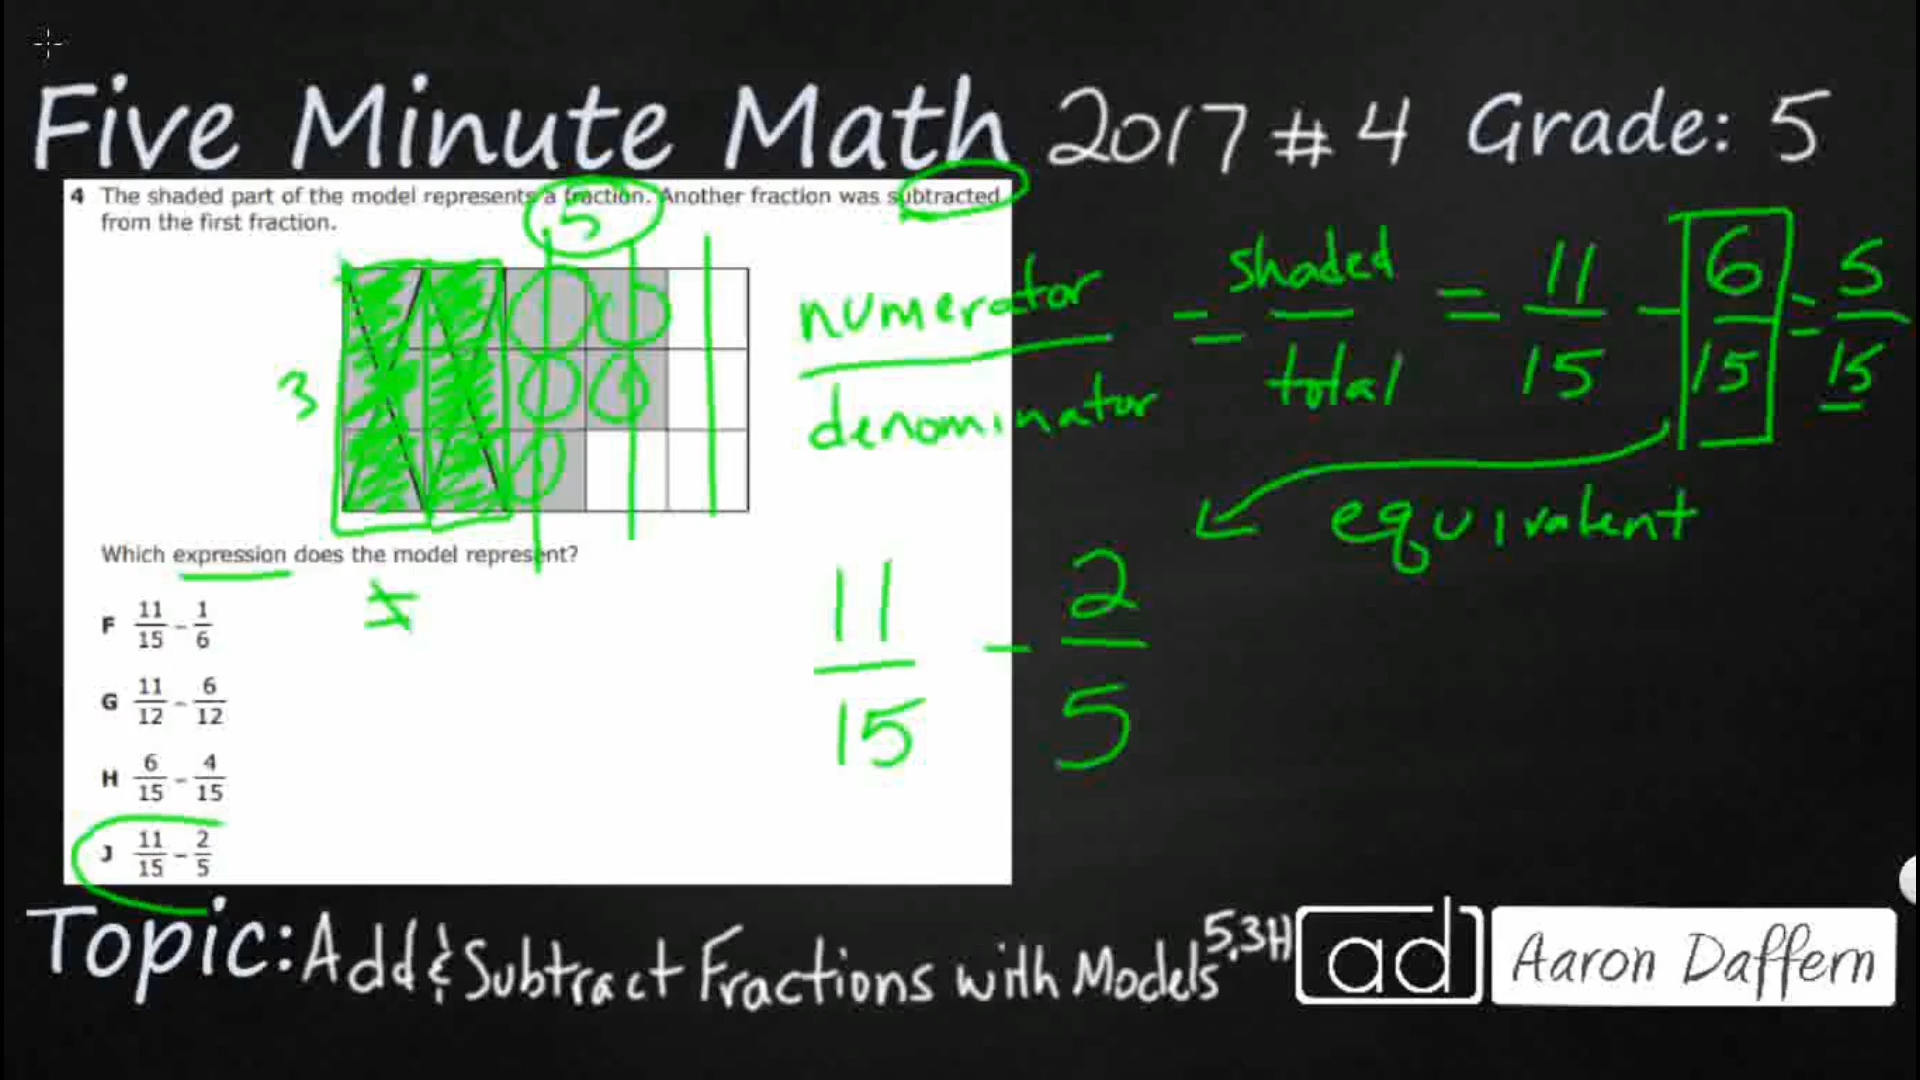 Five Minute Math 2017 # 4 Grade: 5
4 The shaded part of the model represents a fraction. Another fraction was subtracted
from the first fraction.
5
3
numerator
denominator
= shaded
total
= 11/15 - 6/15 = 5/15
equivalent
Which expression does the model represent?
F 11/15 - 1/6
G 11/12 - 6/12
H 6/15 - 4/15
J 11/15 - 2/5
11/15 - 2/5
Topic: Add & Subtract Fractions with Models 5.3H
ad Aaron Daffern